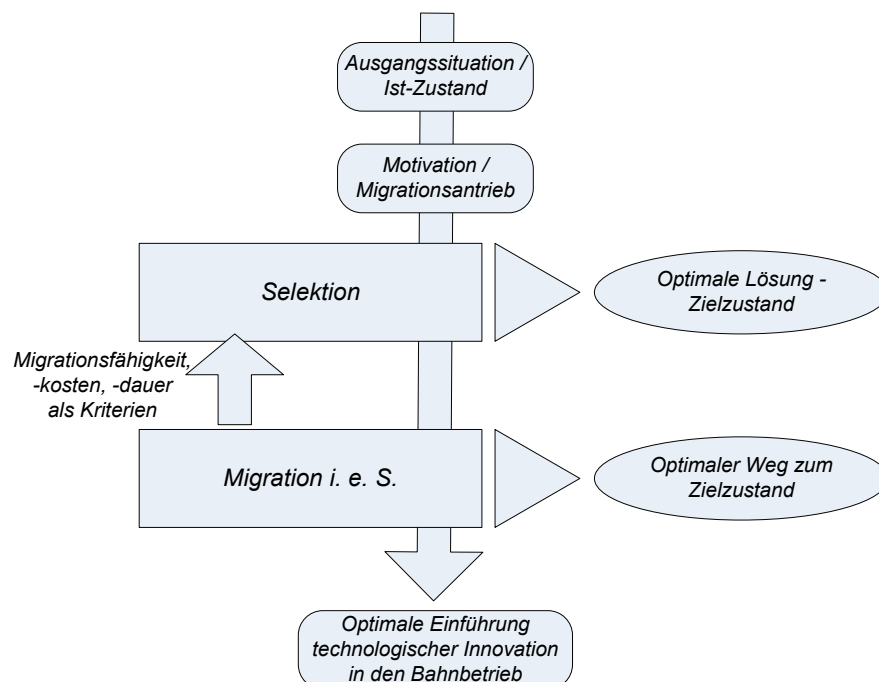 Ausgangssituation /
Ist-Zustand
Motivation /
Migrationsantrieb
Selektion
Optimale Lösung -
Zielzustand
Migrationsfähigkeit,
-kosten, -dauer
als Kriterien
Migration i. e. S.
Optimaler Weg zum
Zielzustand
Optimale Einführung
technologischer Innovation
in den Bahnbetrieb